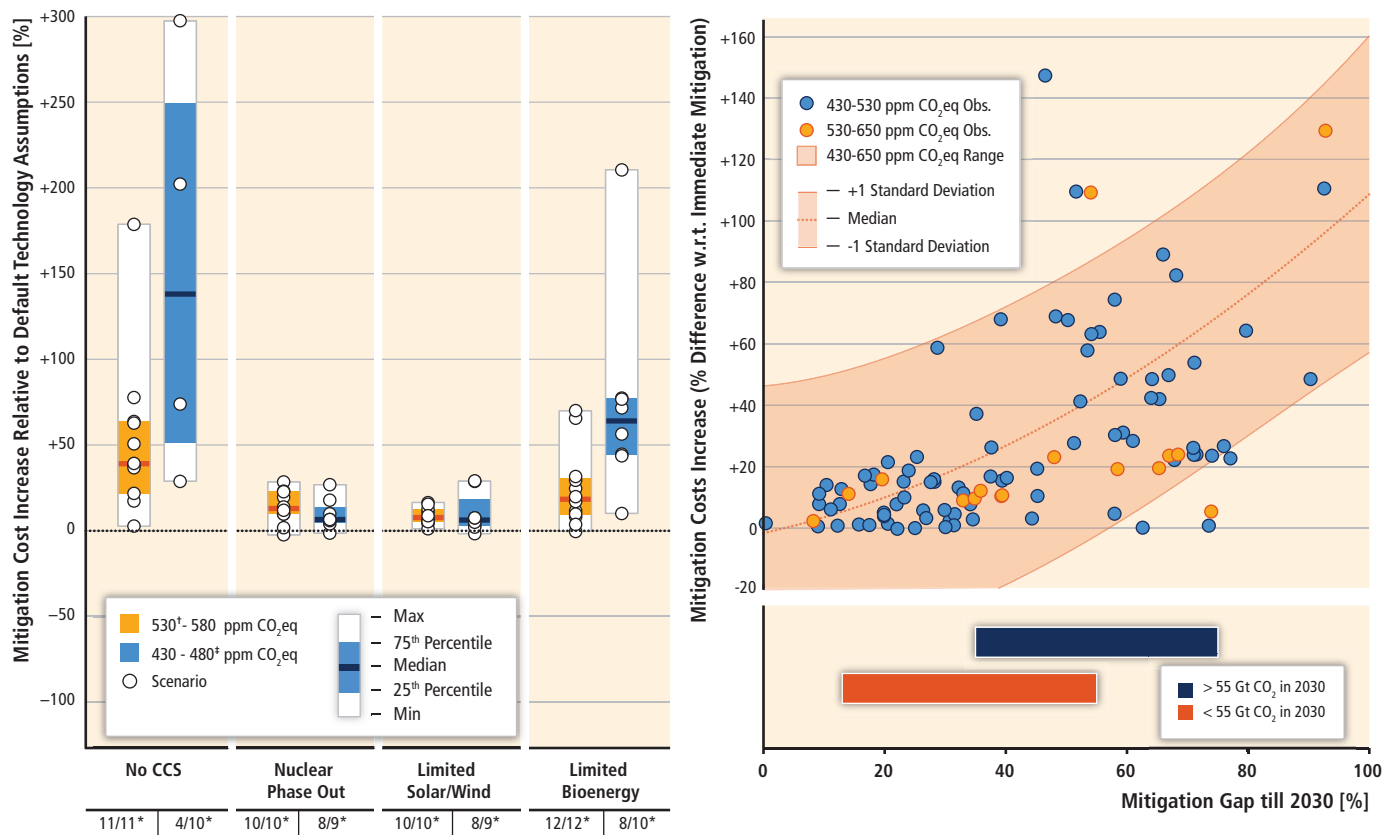 Mitigation Cost Increase Relative to Default Technology Assumptions [%]
+300
+250
+200
+150
+100
+50
0
−50
−100
530†- 580 ppm CO2eq
430 - 480‡ ppm CO2eq
Scenario
Max
75th Percentile
Median
25th Percentile
Min
No CCS
Nuclear
Phase Out
Limited
Solar/Wind
Limited
Bioenergy
11/11* 4/10* 10/10* 8/9* 10/10* 8/9* 12/12* 8/10*
Mitigation Costs Increase (% Difference w.r.t. Immediate Mitigation)
+160
+140
+120
+100
+80
+60
+40
+20
0
-20
430-530 ppm CO2eq Obs.
530-650 ppm CO2eq Obs.
430-650 ppm CO2eq Range
+1 Standard Deviation
Median
-1 Standard Deviation
> 55 Gt CO2 in 2030
< 55 Gt CO2 in 2030
0 20 40 60 80 100
Mitigation Gap till 2030 [%]